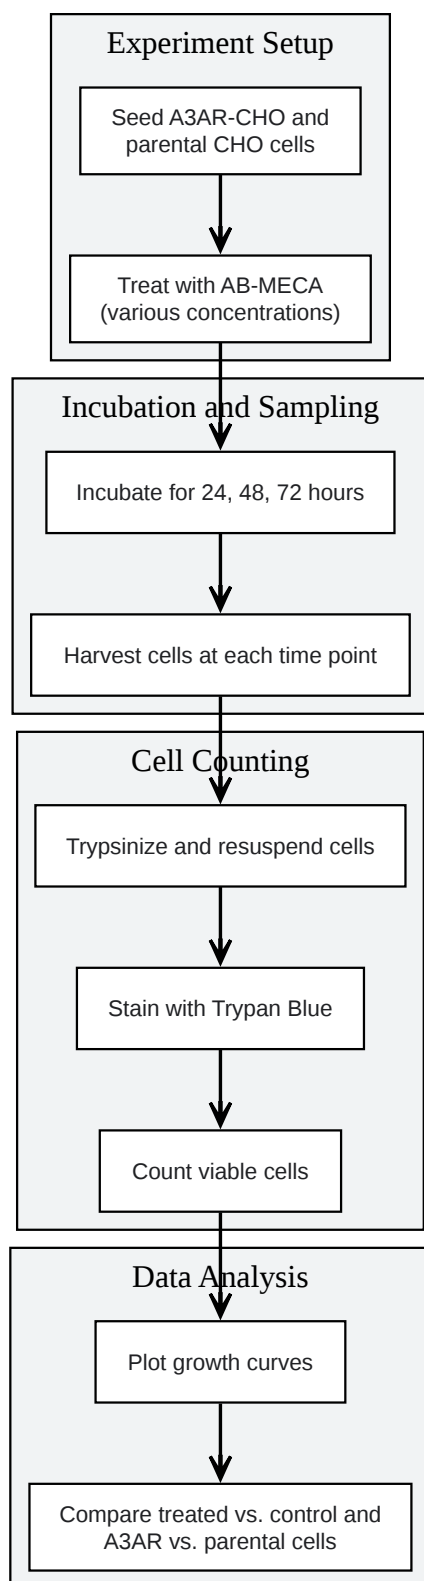 Experiment Setup
Seed A3AR-CHO and
parental CHO cells
Treat with AB-MECA
(various concentrations)
Incubation and Sampling
Incubate for 24, 48, 72 hours
Harvest cells at each time point
Cell Counting
Trypsinize and resuspend cells
Stain with Trypan Blue
Count viable cells
Data Analysis
Plot growth curves
Compare treated vs. control and
A3AR vs. parental cells